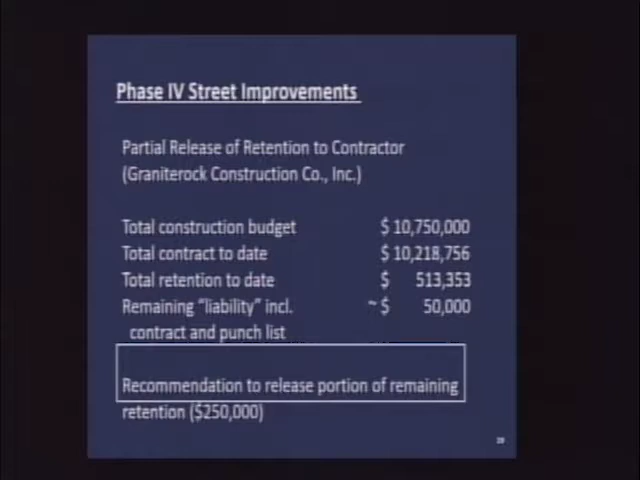 Phase IV Street Improvements
Partial Release of Retention to Contractor
(Graniterock Construction Co., Inc.)
Total construction budget $ 10,750,000
Total contract to date $ 10,218,756
Total retention to date $ 513,353
Remaining “liability” incl. ~ $ 50,000
contract and punch list
Recommendation to release portion of remaining
retention ($250,000)